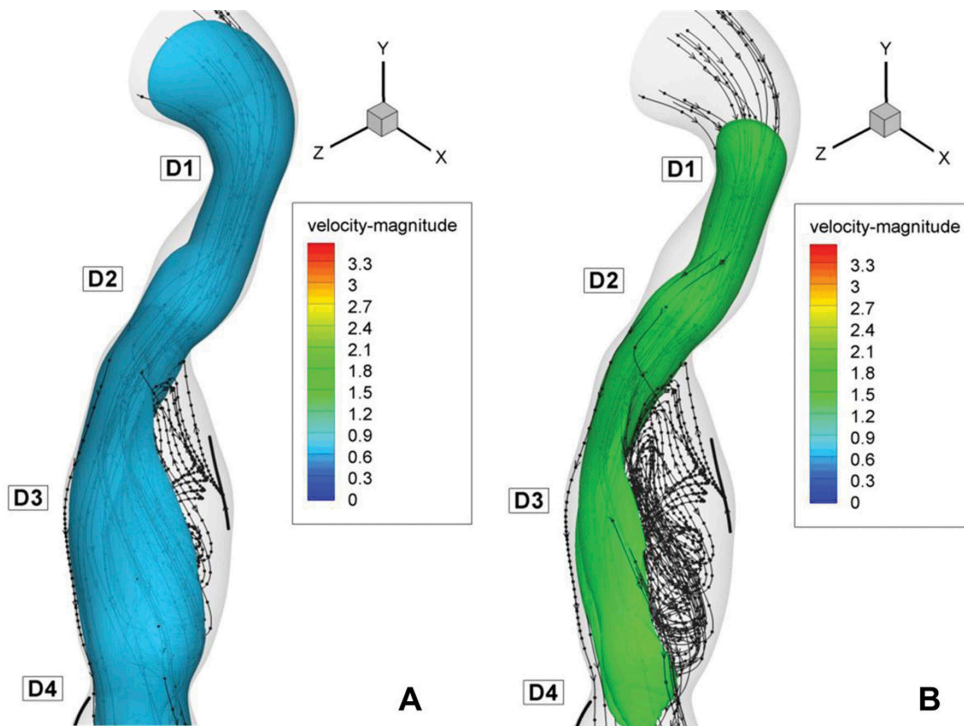 Y
Z
X
D1
velocity-magnitude
3.3
3
2.7
2.4
2.1
1.8
1.5
1.2
0.9
0.6
0.3
0
D2
D3
D4
A
Y
Z
X
D1
velocity-magnitude
3.3
3
2.7
2.4
2.1
1.8
1.5
1.2
0.9
0.6
0.3
0
D2
D3
D4
B